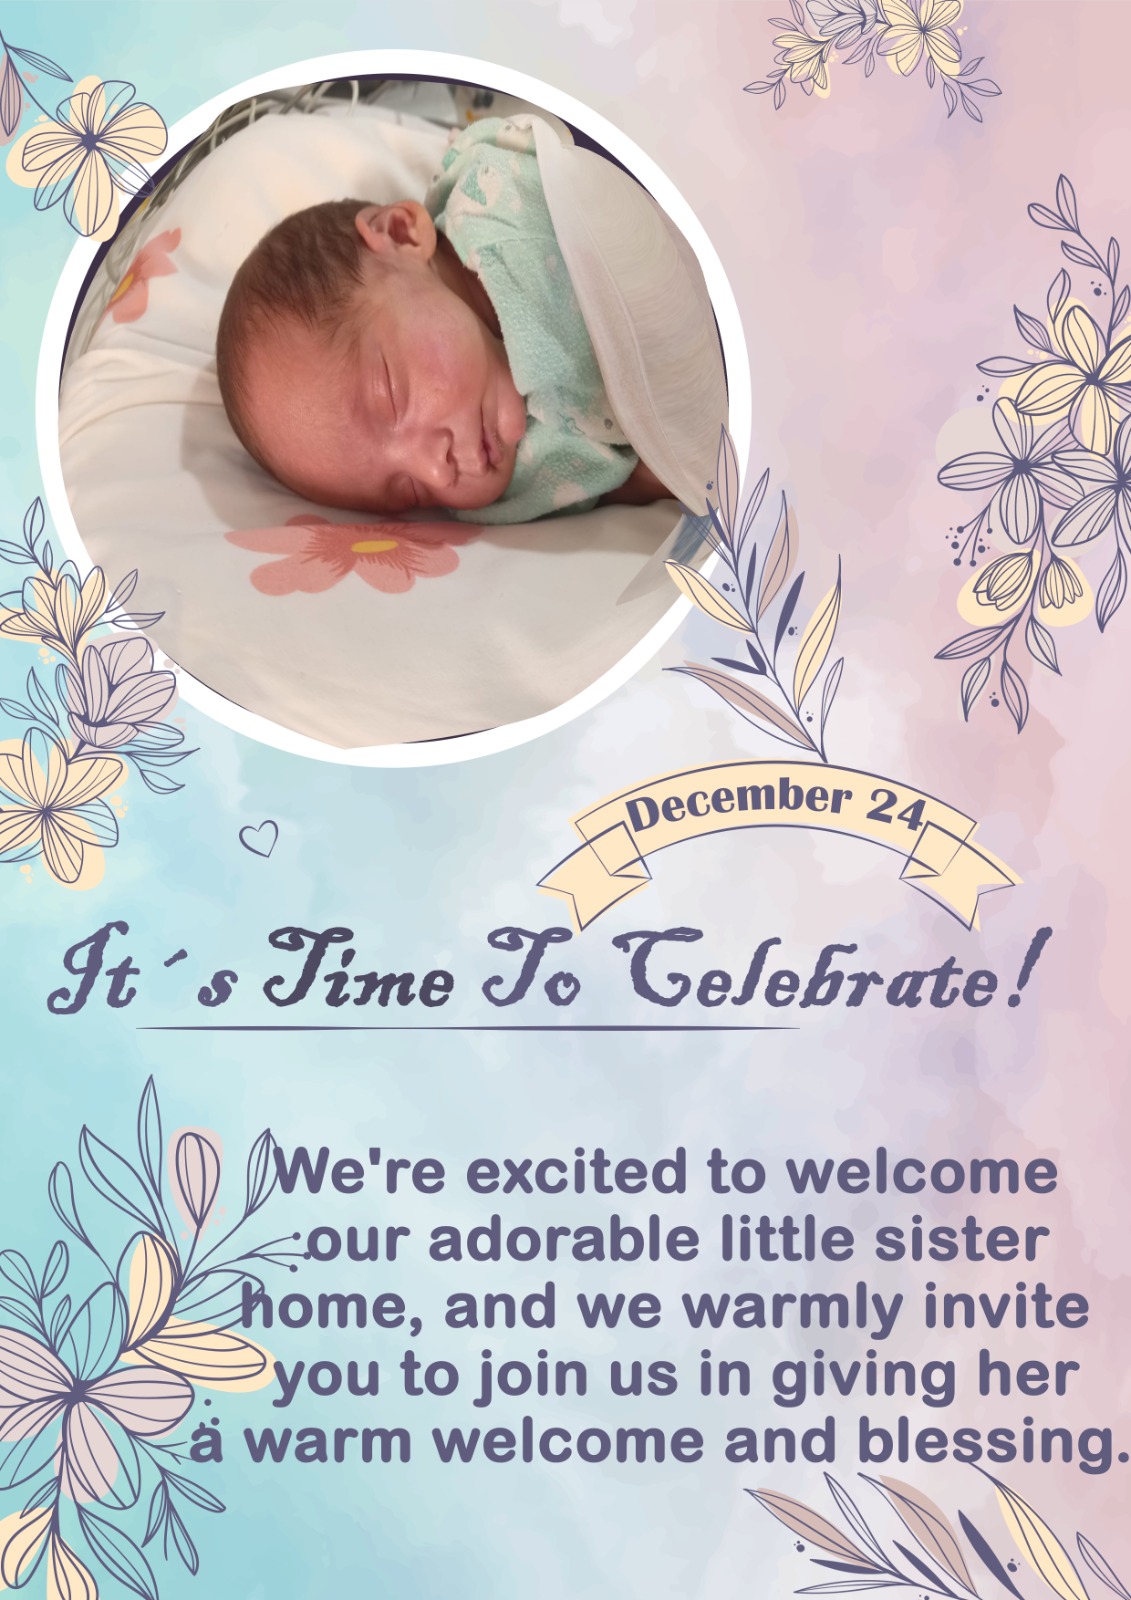 December 24
It´s Time To Celebrate!
We're excited to welcome
our adorable little sister
home, and we warmly invite
you to join us in giving her
a warm welcome and blessing.